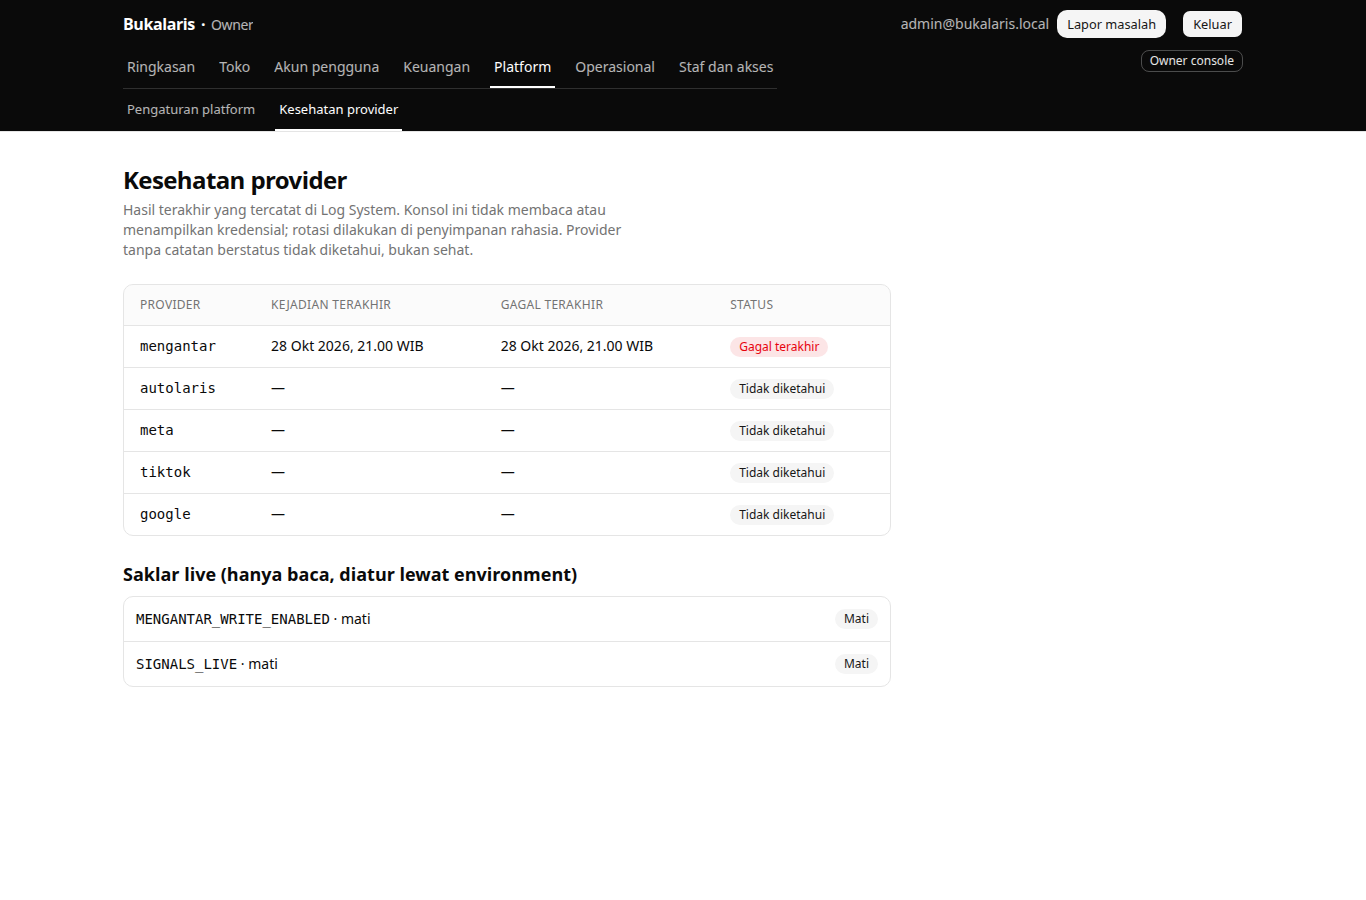 Bukalaris · Owner
admin@bukalaris.local Lapor masalah Keluar
Ringkasan Toko Akun pengguna Keuangan Platform Operasional Staf dan akses
Owner console
Pengaturan platform Kesehatan provider
Kesehatan provider
Hasil terakhir yang tercatat di Log System. Konsol ini tidak membaca atau
menampilkan kredensial; rotasi dilakukan di penyimpanan rahasia. Provider
tanpa catatan berstatus tidak diketahui, bukan sehat.
PROVIDER KEJADIAN TERAKHIR GAGAL TERAKHIR STATUS
mengantar 28 Okt 2026, 21.00 WIB 28 Okt 2026, 21.00 WIB Gagal terakhir
autolaris — — Tidak diketahui
meta — — Tidak diketahui
tiktok — — Tidak diketahui
google — — Tidak diketahui
Saklar live (hanya baca, diatur lewat environment)
MENGANTAR_WRITE_ENABLED · mati Mati
SIGNALS_LIVE · mati Mati